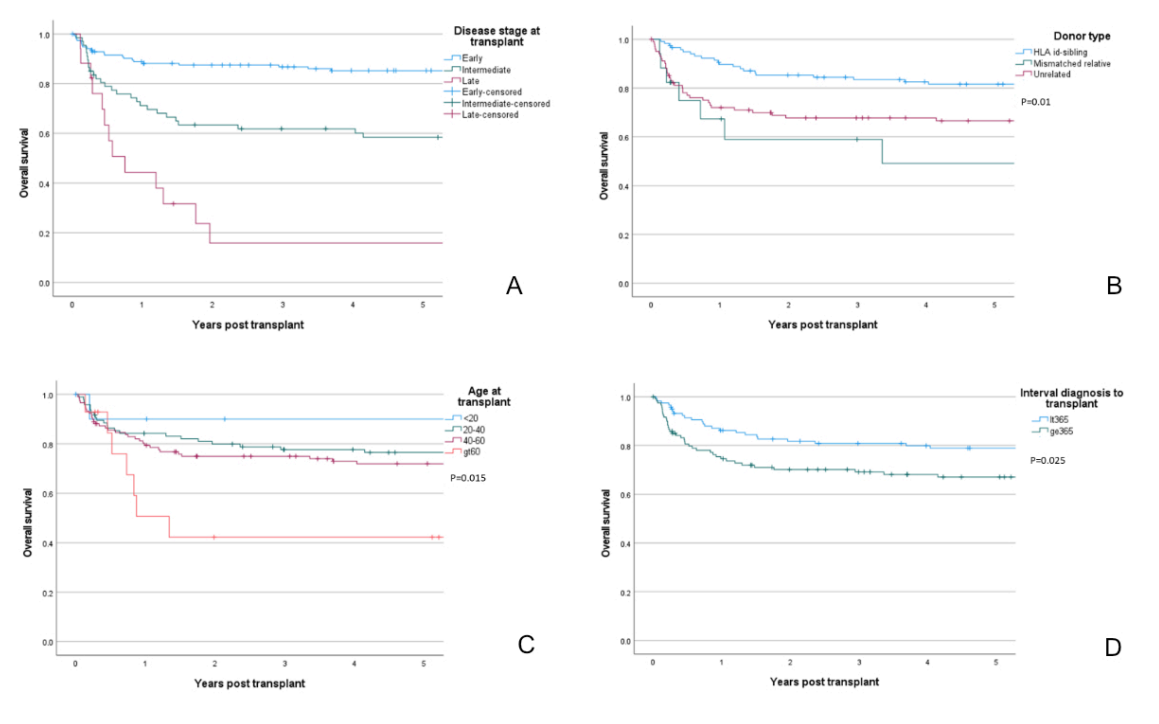 Disease stage at
transplant
Early
Intermediate
Late
Early-censored
Intermediate-censored
Late-censored
1.0
0.8
0.6
0.4
0.2
0.0
Overall survival
0 1 2 3 4 5
Years post transplant
A
Donor type
HLA id-sibling
Mismatched relative
Unrelated
P=0.01
1.0
0.8
0.6
0.4
0.2
0.0
Overall survival
0 1 2 3 4 5
Years post transplant
B
Age at
transplant
<20
20-40
40-60
gt60
P=0.015
1.0
0.8
0.6
0.4
0.2
0.0
Overall survival
0 1 2 3 4 5
Years post transplant
C
Interval diagnosis to
transplant
lt365
ge365
P=0.025
1.0
0.8
0.6
0.4
0.2
0.0
Overall survival
0 1 2 3 4 5
Years post transplant
D